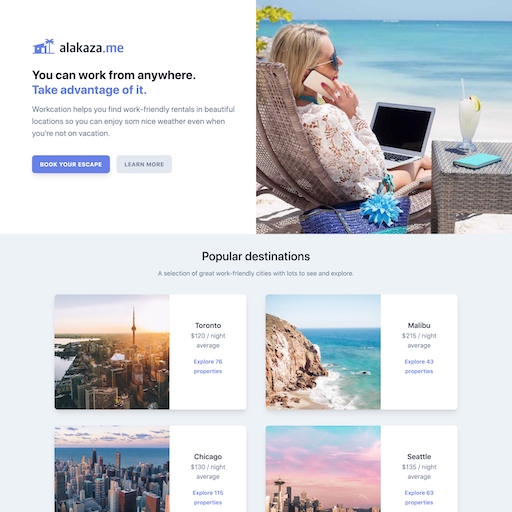 alakaza.me
You can work from anywhere.
Take advantage of it.
Workcation helps you find work-friendly rentals in beautiful
locations so you can enjoy som nice weather even when
you're not on vacation.
BOOK YOUR ESCAPE
LEARN MORE
Popular destinations
A selection of great work-friendly cities with lots to see and explore.
Toronto
$120 / night
average
Explore 76
properties
Malibu
$215 / night
average
Explore 43
properties
Chicago
$130 / night
average
Explore 115
properties
Seattle
$135 / night
average
Explore 63
properties